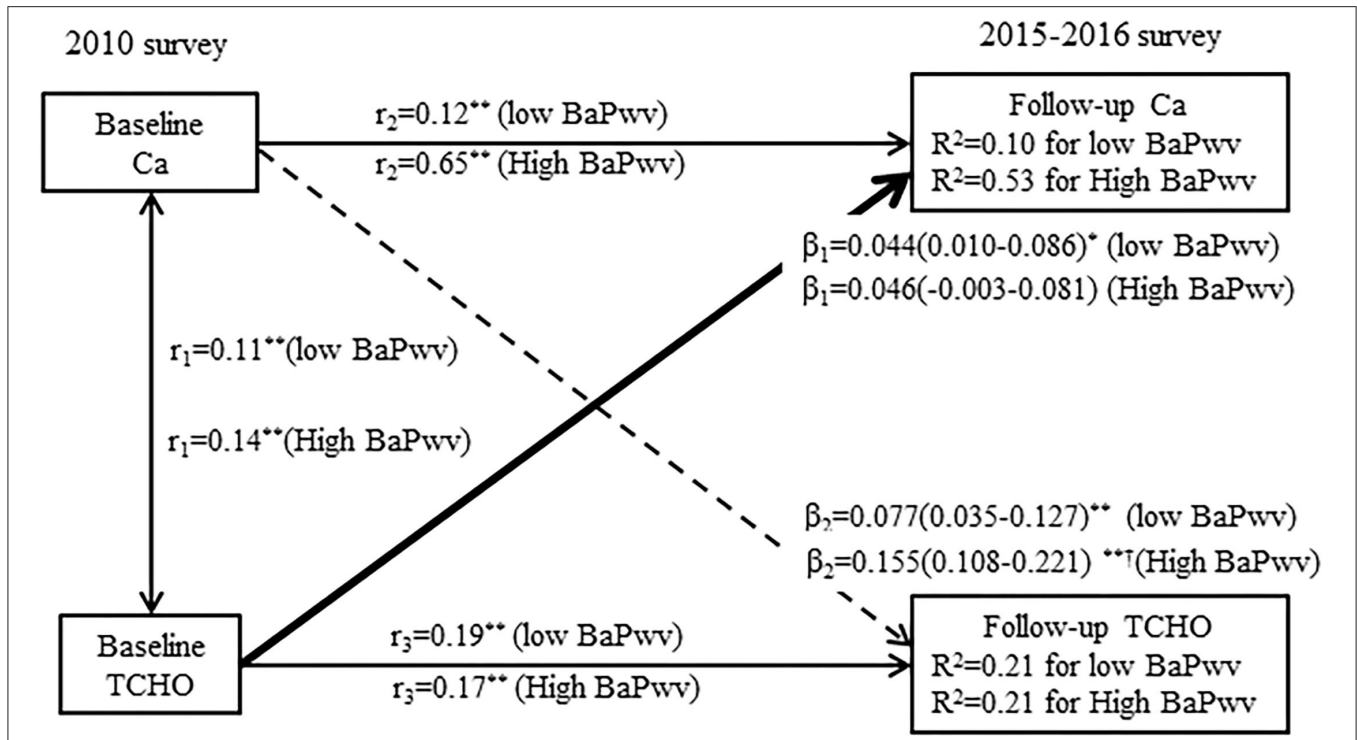 2010 survey
2015-2016 survey
Baseline
Ca
r₂=0.12** (low BaPwv)
r₂=0.65** (High BaPwv)
Follow-up Ca
R²=0.10 for low BaPwv
R²=0.53 for High BaPwv
β₁=0.044(0.010-0.086)* (low BaPwv)
β₁=0.046(-0.003-0.081) (High BaPwv)
r₁=0.11**(low BaPwv)
r₁=0.14**(High BaPwv)
β₂=0.077(0.035-0.127)** (low BaPwv)
β₂=0.155(0.108-0.221) **†(High BaPwv)
Baseline
TCHO
r₃=0.19** (low BaPwv)
r₃=0.17** (High BaPwv)
Follow-up TCHO
R²=0.21 for low BaPwv
R²=0.21 for High BaPwv